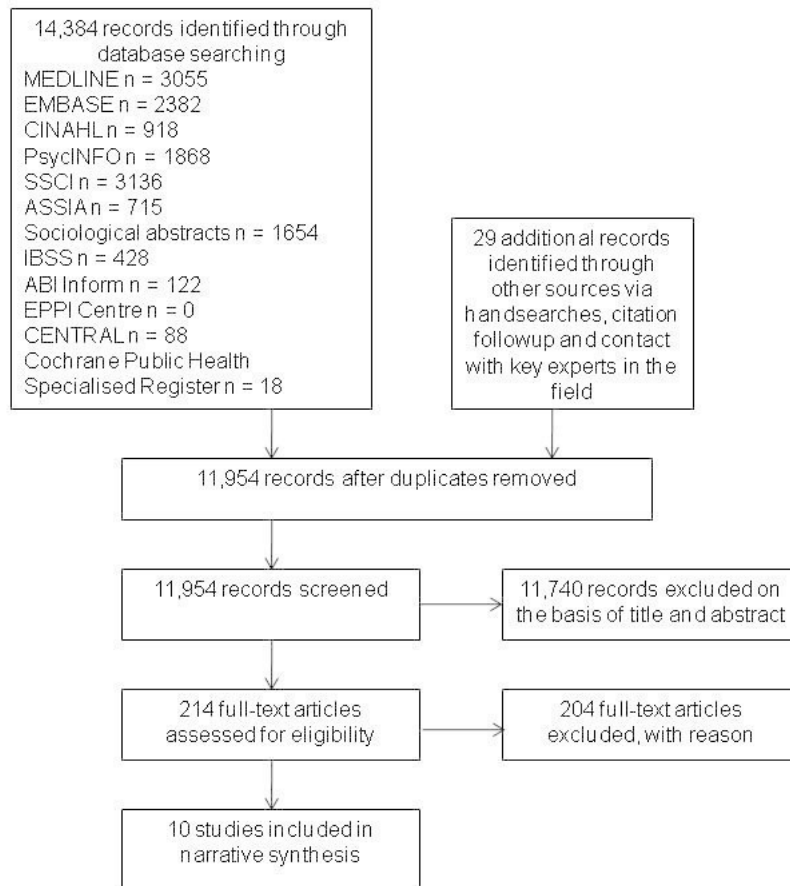 14,384 records identified through
database searching
MEDLINE n = 3055
EMBASE n = 2382
CINAHL n = 918
PsycINFO n = 1868
SSCI n = 3136
ASSIA n = 715
Sociological abstracts n = 1654
IBSS n = 428
ABI Inform n = 122
EPPI Centre n = 0
CENTRAL n = 88
Cochrane Public Health
Specialised Register n = 18
29 additional records
identified through
other sources via
handsearches, citation
followup and contact
with key experts in the
field
11,954 records after duplicates removed
11,954 records screened
11,740 records excluded on
the basis of title and abstract
214 full-text articles
assessed for eligibility
204 full-text articles
excluded, with reason
10 studies included in
narrative synthesis